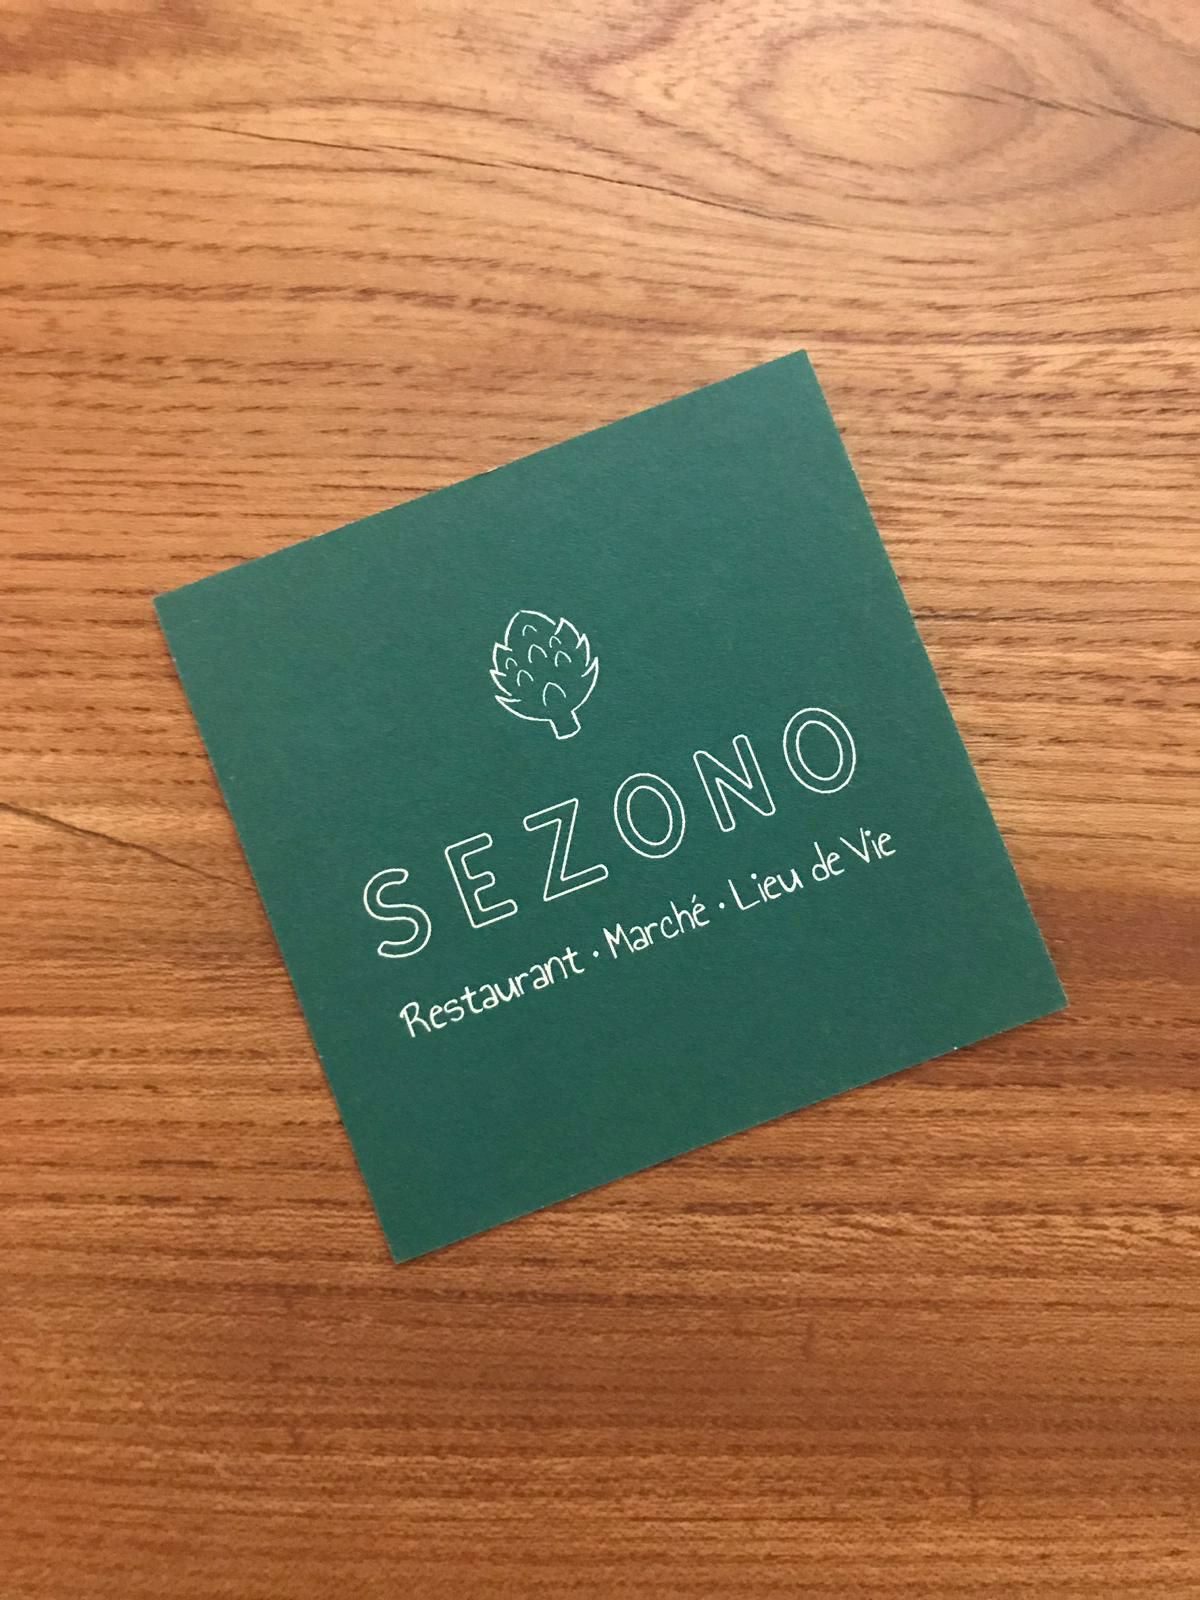 SEZONO
Restaurant · Marché · Lieu de Vie